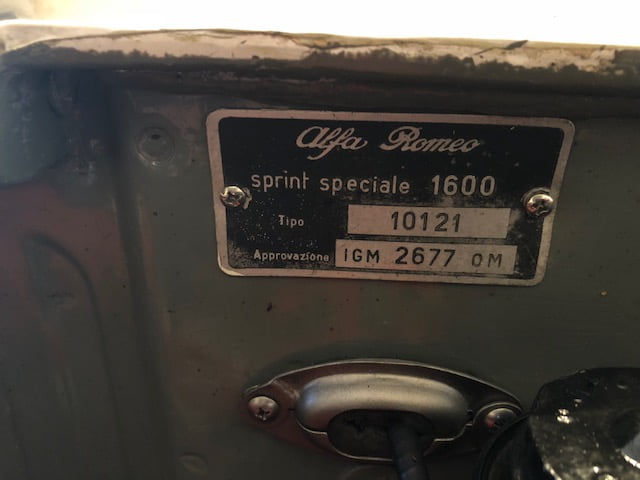 Alfa Romeo
sprint speciale 1600
Tipo 10121
Approvazione IGM 2677 OM